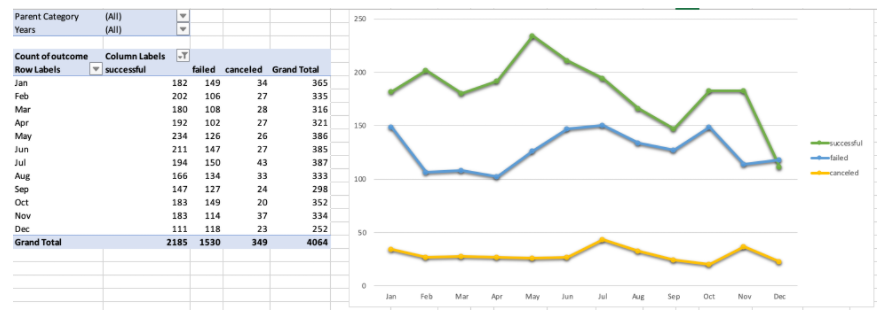 Parent Category (All)
Years (All)
Count of outcome Column Labels
Row Labels successful failed canceled Grand Total
Jan 182 149 34 365
Feb 202 106 27 335
Mar 180 108 28 316
Apr 192 102 27 321
May 234 126 26 386
Jun 211 147 27 385
Jul 194 150 43 387
Aug 166 134 33 333
Sep 147 127 24 298
Oct 183 149 20 352
Nov 183 114 37 334
Dec 111 118 23 252
Grand Total 2185 1530 349 4064
250
200
150
100
50
0
Jan Feb Mar Apr May Jun Jul Aug Sep Oct Nov Dec
successful
failed
canceled